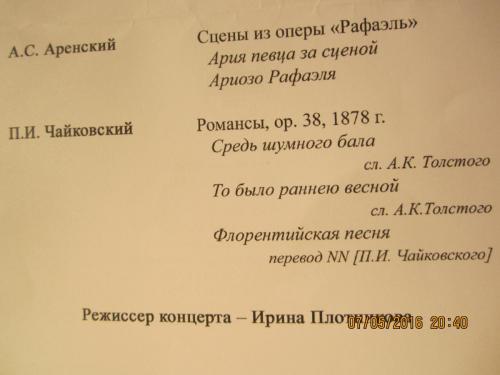 А.С. Аренский
Сцены из оперы «Рафаэль»
Ария певца за сценой
Ариозо Рафаэля
П.И. Чайковский
Романсы, ор. 38, 1878 г.
Средь шумного бала
сл. А.К. Толстого
То было раннею весной
сл. А.К.Толстого
Флорентийская песня
перевод NN [П.И. Чайковского]
Режиссер концерта – Ирина Плотникова
07/05/2016 20:40